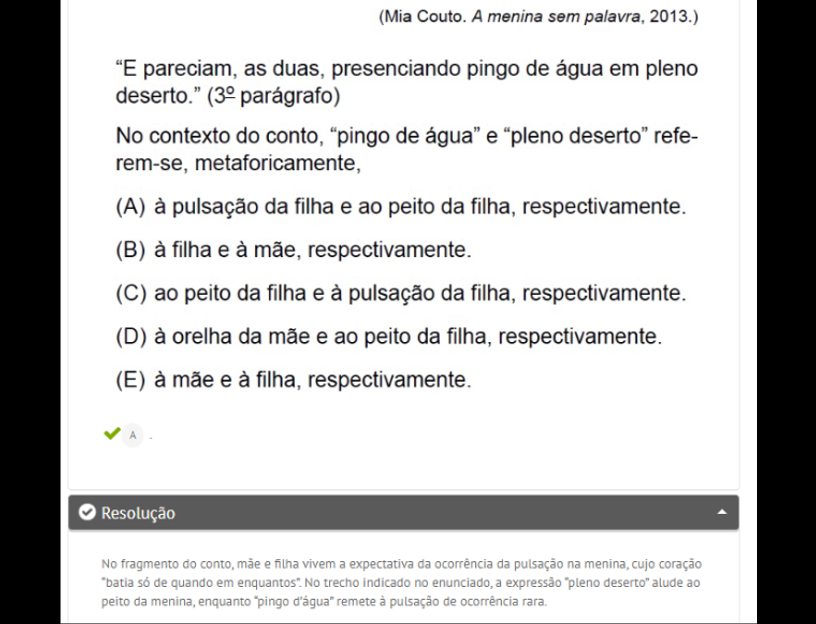 (Mia Couto. A menina sem palavra, 2013.)
“E pareciam, as duas, presenciando pingo de água em pleno
deserto.” (3º parágrafo)
No contexto do conto, “pingo de água” e “pleno deserto” refe-
rem-se, metaforicamente,
(A) à pulsação da filha e ao peito da filha, respectivamente.
(B) à filha e à mãe, respectivamente.
(C) ao peito da filha e à pulsação da filha, respectivamente.
(D) à orelha da mãe e ao peito da filha, respectivamente.
(E) à mãe e à filha, respectivamente.
A .
Resolução
No fragmento do conto, mãe e filha vivem a expectativa da ocorrência da pulsação na menina, cujo coração
“batia só de quando em enquantos”. No trecho indicado no enunciado, a expressão “pleno deserto” alude ao
peito da menina, enquanto “pingo d’água” remete à pulsação de ocorrência rara.